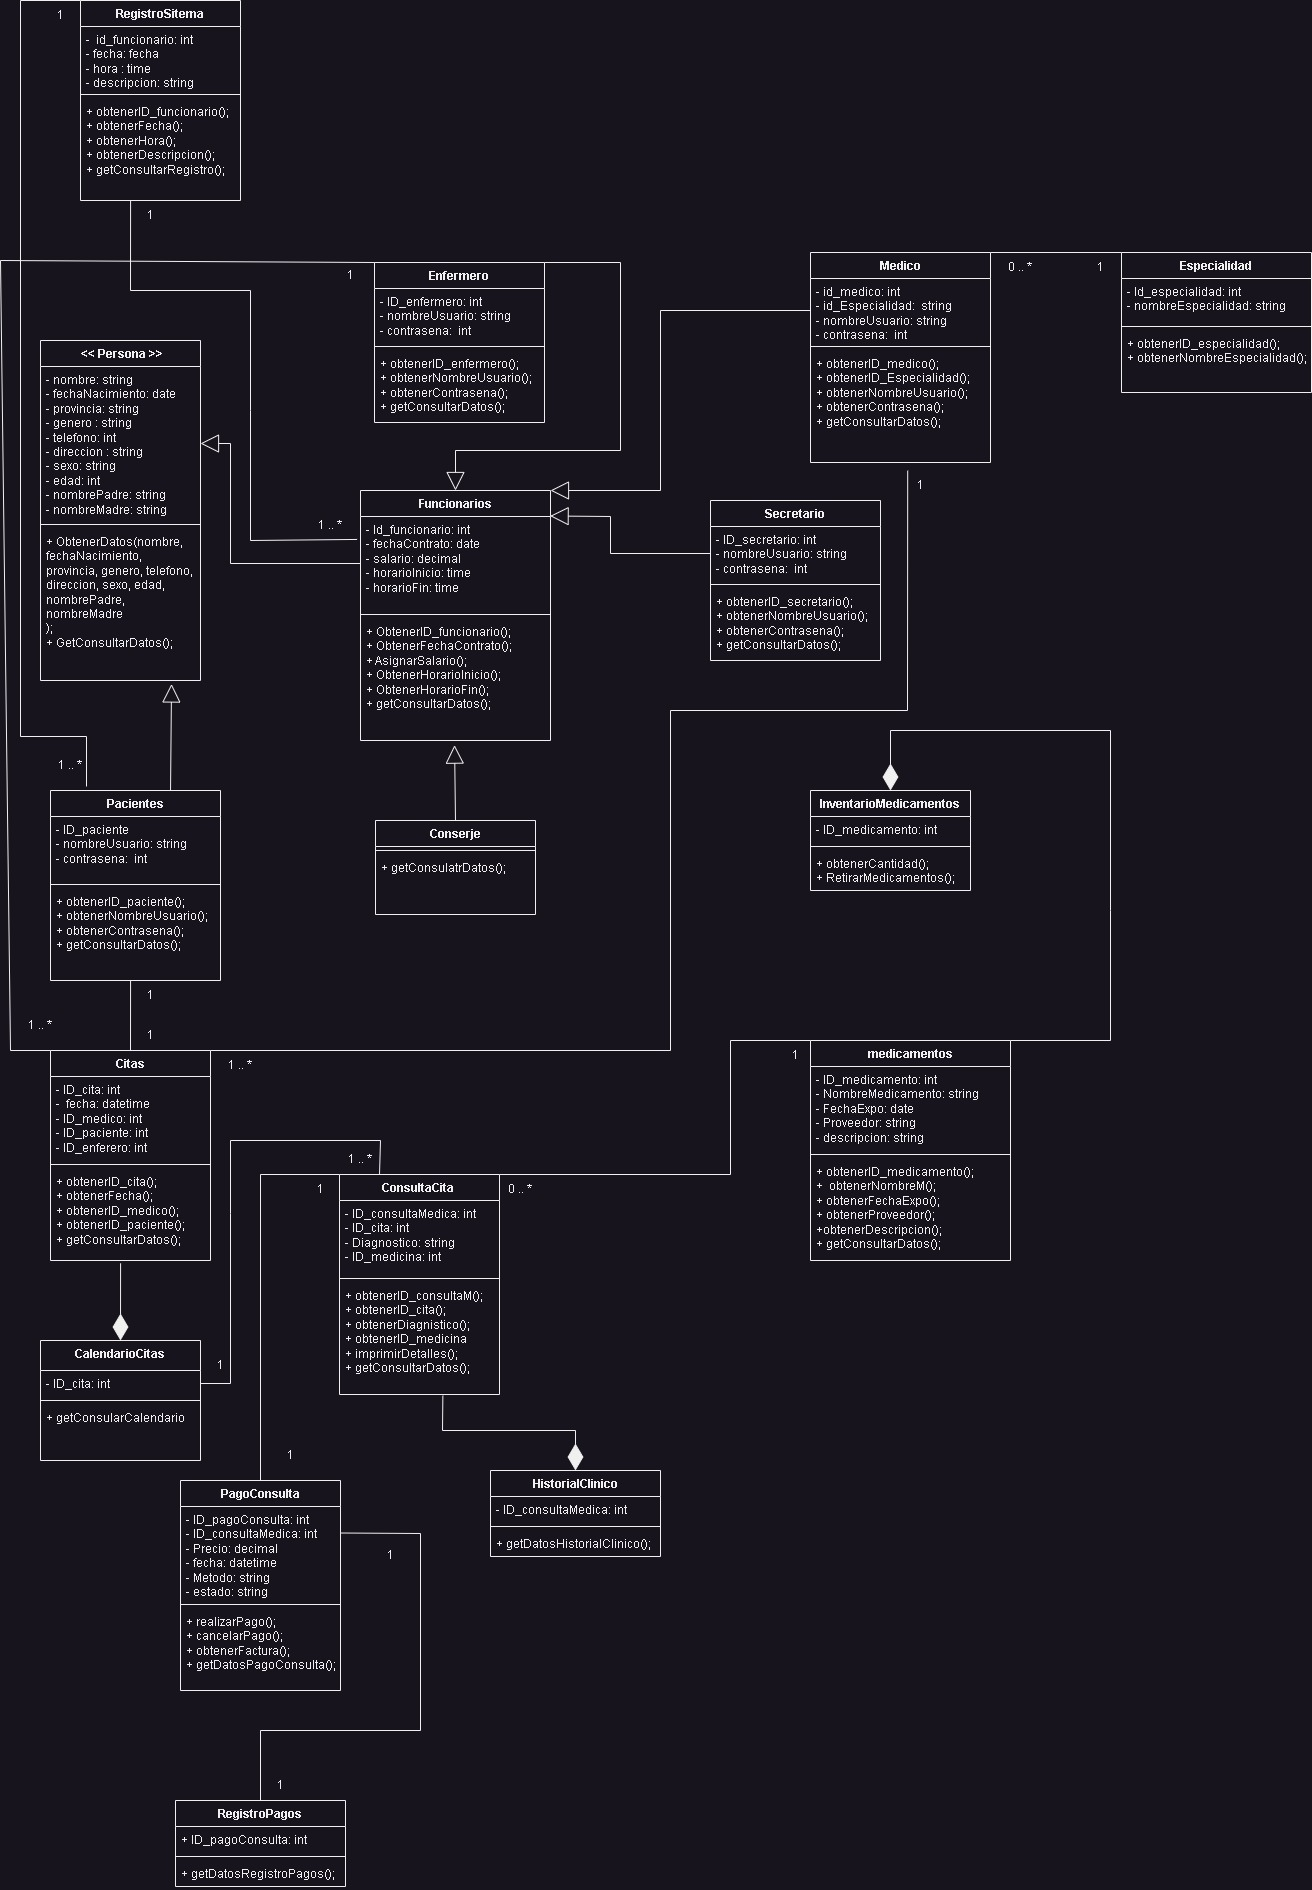 1
RegistroSitema
- id_funcionario: int
- fecha: fecha
- hora : time
- descripcion: string
+ obtenerID_funcionario();
+ obtenerFecha();
+ obtenerHora();
+ obtenerDescripcion();
+ getConsultarRegistro();
1
1
Enfermero
- ID_enfermero: int
- nombreUsuario: string
- contrasena: int
+ obtenerID_enfermero();
+ obtenerNombreUsuario();
+ obtenerContrasena();
+ getConsultarDatos();
Medico
- id_medico: int
- id_Especialidad: string
- nombreUsuario: string
- contrasena: int
+ obtenerID_medico();
+ obtenerID_Especialidad();
+ obtenerNombreUsuario();
+ obtenerContrasena();
+ getConsultarDatos();
0 .. *
1
Especialidad
- Id_especialidad: int
- nombreEspecialidad: string
+ obtenerID_especialidad();
+ obtenerNombreEspecialidad();
<< Persona >>
- nombre: string
- fechaNacimiento: date
- provincia: string
- genero : string
- telefono: int
- direccion : string
- sexo: string
- edad: int
- nombrePadre: string
- nombreMadre: string
+ ObtenerDatos(nombre,
fechaNacimiento,
provincia, genero, telefono,
direccion, sexo, edad,
nombrePadre,
nombreMadre
);
+ GetConsultarDatos();
1 .. *
Funcionarios
- Id_funcionario: int
- fechaContrato: date
- salario: decimal
- horarioInicio: time
- horarioFin: time
+ ObtenerID_funcionario();
+ ObtenerFechaContrato();
+ AsignarSalario();
+ ObtenerHorarioInicio();
+ ObtenerHorarioFin();
+ getConsultarDatos();
Secretario
- ID_secretario: int
- nombreUsuario: string
- contrasena: int
+ obtenerID_secretario();
+ obtenerNombreUsuario();
+ obtenerContrasena();
+ getConsultarDatos();
1
1 .. *
Pacientes
- ID_paciente
- nombreUsuario: string
- contrasena: int
+ obtenerID_paciente();
+ obtenerNombreUsuario();
+ obtenerContrasena();
+ getConsultarDatos();
Conserje
+ getConsulatrDatos();
InventarioMedicamentos
- ID_medicamento: int
+ obtenerCantidad();
+ RetirarMedicamentos();
1
1 .. *
1
Citas
- ID_cita: int
- fecha: datetime
- ID_medico: int
- ID_paciente: int
- ID_enferero: int
+ obtenerID_cita();
+ obtenerFecha();
+ obtenerID_medico();
+ obtenerID_paciente();
+ getConsultarDatos();
1 .. *
1
medicamentos
- ID_medicamento: int
- NombreMedicamento: string
- FechaExpo: date
- Proveedor: string
- descripcion: string
+ obtenerID_medicamento();
+ obtenerNombreM();
+ obtenerFechaExpo();
+ obtenerProveedor();
+obtenerDescripcion();
+ getConsultarDatos();
1 .. *
1
ConsultaCita
- ID_consultaMedica: int
- ID_cita: int
- Diagnostico: string
- ID_medicina: int
+ obtenerID_consultaM();
+ obtenerID_cita();
+ obtenerDiagnistico();
+ obtenerID_medicina
+ imprimirDetalles();
+ getConsultarDatos();
0 .. *
CalendarioCitas
- ID_cita: int
+ getConsularCalendario
1
1
PagoConsulta
- ID_pagoConsulta: int
- ID_consultaMedica: int
- Precio: decimal
- fecha: datetime
- Metodo: string
- estado: string
+ realizarPago();
+ cancelarPago();
+ obtenerFactura();
+ getDatosPagoConsulta();
1
HistorialClinico
- ID_consultaMedica: int
+ getDatosHistorialClinico();
1
RegistroPagos
+ ID_pagoConsulta: int
+ getDatosRegistroPagos();